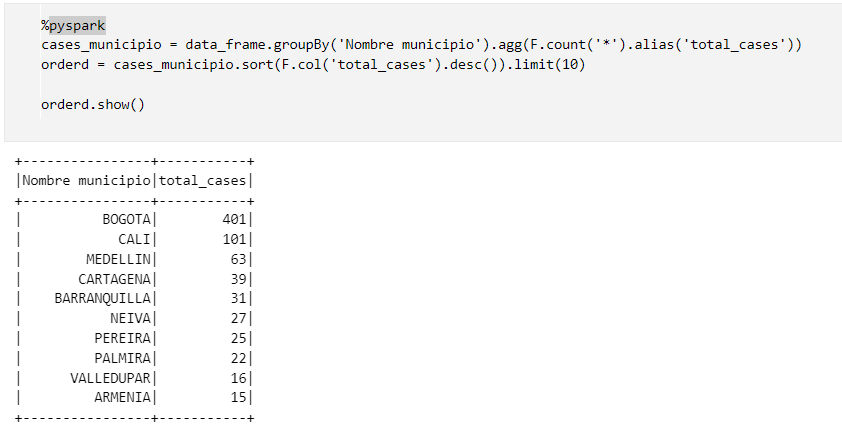 %pyspark
cases_municipio = data_frame.groupBy('Nombre municipio').agg(F.count('*').alias('total_cases'))
orderd = cases_municipio.sort(F.col('total_cases').desc()).limit(10)
orderd.show()
+----------------+-----------+
|Nombre municipio|total_cases|
+----------------+-----------+
|          BOGOTA|        401|
|            CALI|        101|
|        MEDELLIN|         63|
|       CARTAGENA|         39|
|    BARRANQUILLA|         31|
|           NEIVA|         27|
|         PEREIRA|         25|
|         PALMIRA|         22|
|      VALLEDUPAR|         16|
|         ARMENIA|         15|
+----------------+-----------+